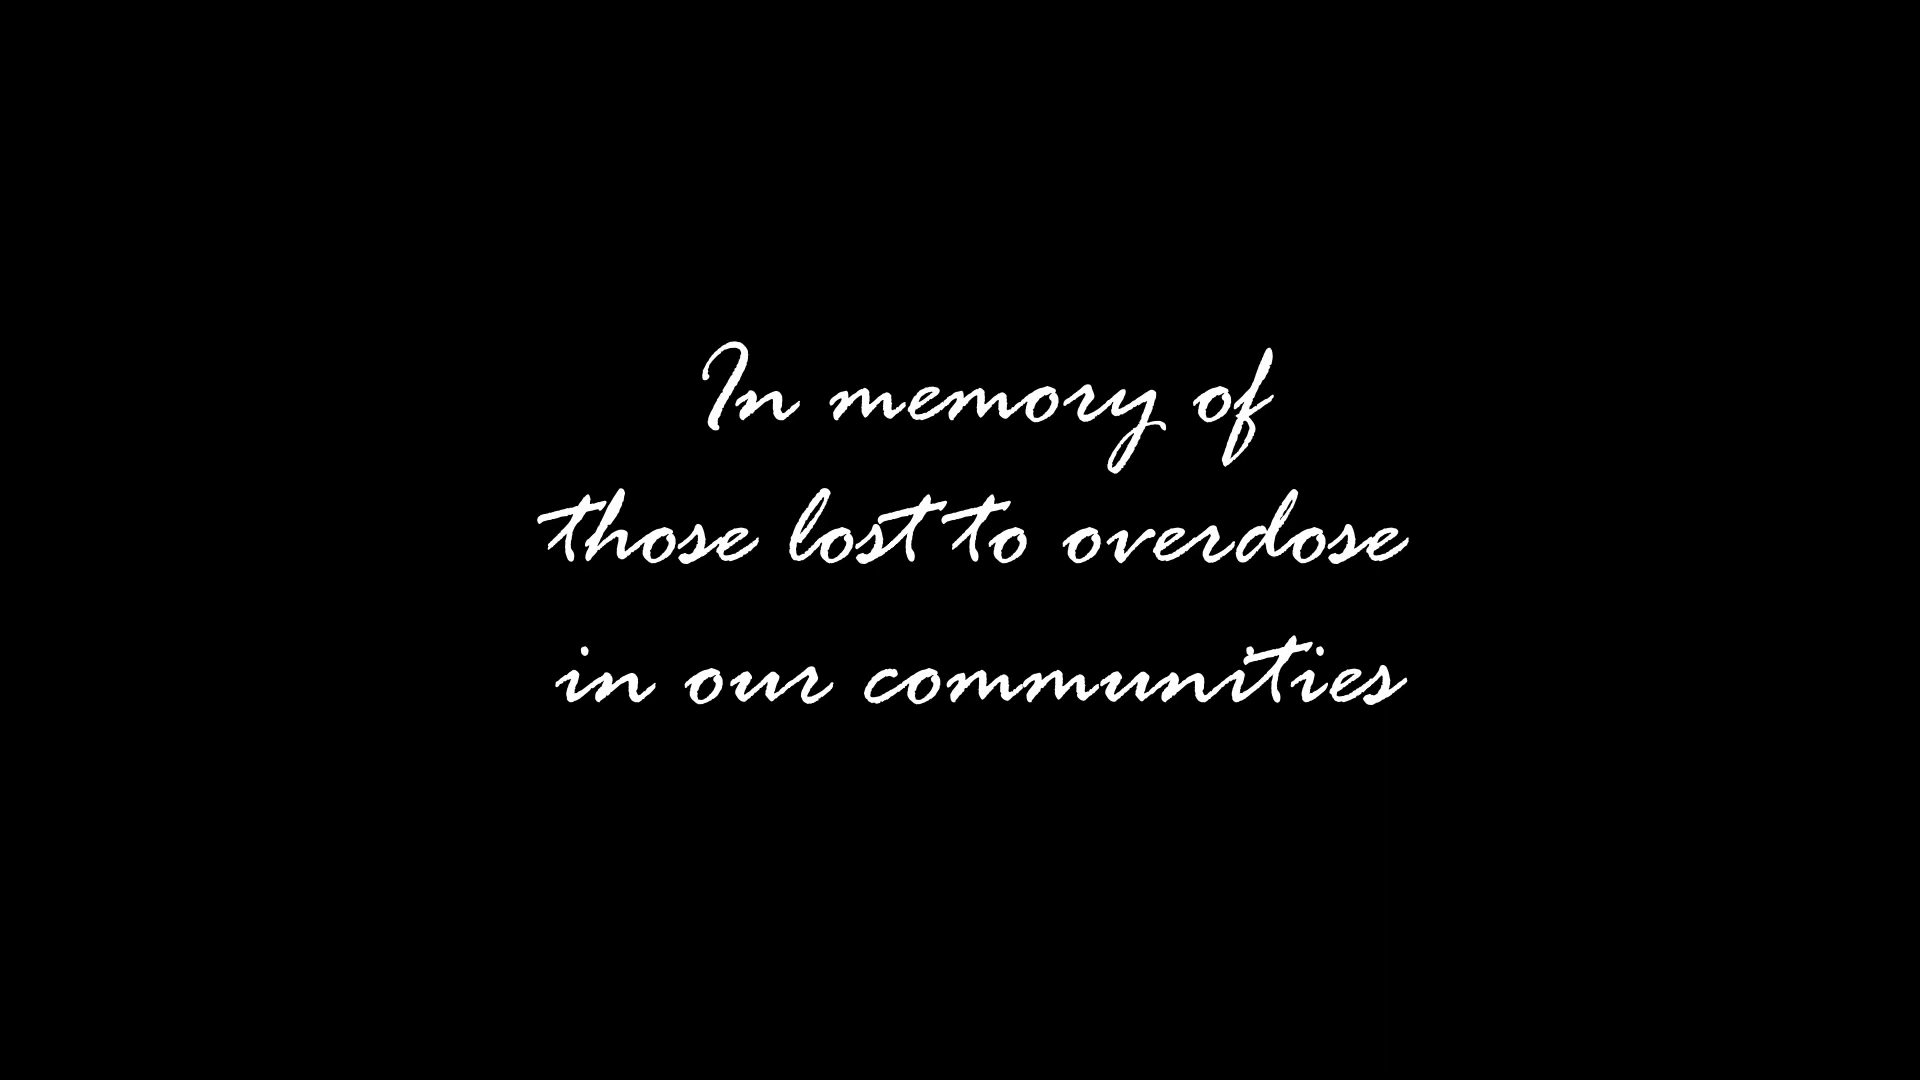 In memory of
those lost to overdose
in our communities